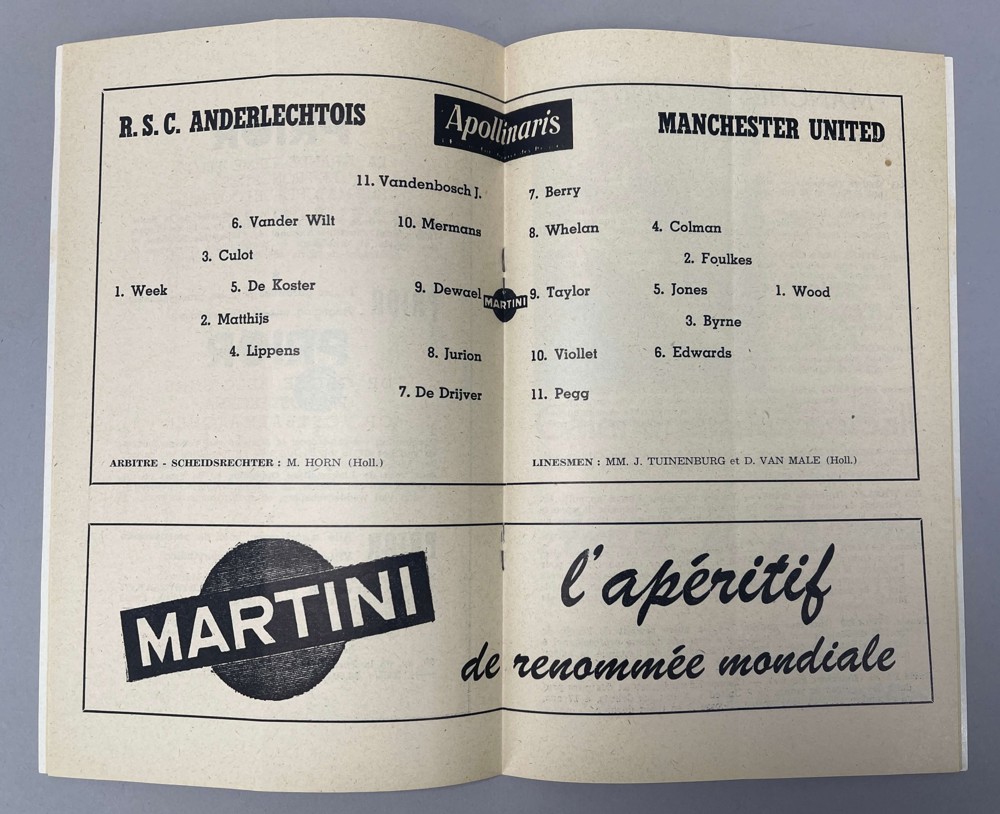 R. S. C. ANDERLECHTOIS
Apollinaris
MANCHESTER UNITED
11. Vandenbosch J.
6. Vander Wilt
10. Mermans
3. Culot
1. Week
5. De Koster
9. Dewael
2. Matthijs
4. Lippens
8. Jurion
7. De Drijver
MARTINI
7. Berry
8. Whelan
4. Colman
2. Foulkes
9. Taylor
5. Jones
1. Wood
3. Byrne
10. Viollet
6. Edwards
11. Pegg
ARBITRE - SCHEIDSRECHTER : M. HORN (Holl.)
LINESMEN : MM. J. TUINENBURG et D. VAN MALE (Holl.)
MARTINI
l'apéritif
de renommée mondiale